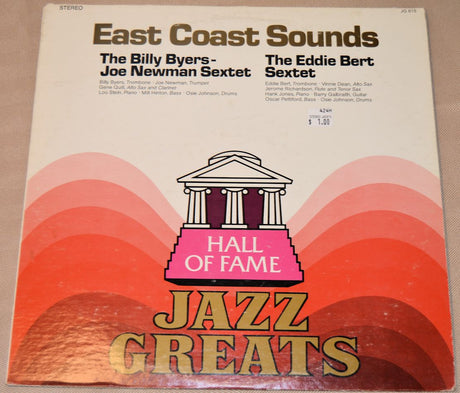 STEREO
JG 615
East Coast Sounds
The Billy Byers-
Joe Newman Sextet
Billy Byers, Trombone · Joe Newman, Trumpet
Gene Quill, Alto Sax and Clarinet
Lou Stein, Piano · Milt Hinton, Bass · Osie Johnson, Drums
The Eddie Bert
Sextet
Eddie Bert, Trombone · Vinnie Dean, Alto Sax
Jerome Richardson, Flute and Tenor Sax
Hank Jones, Piano · Barry Galbraith, Guitar
Oscar Pettiford, Bass · Osie Johnson, Drums
424H
$ 1.00
HALL
OF FAME
JAZZ
GREATS